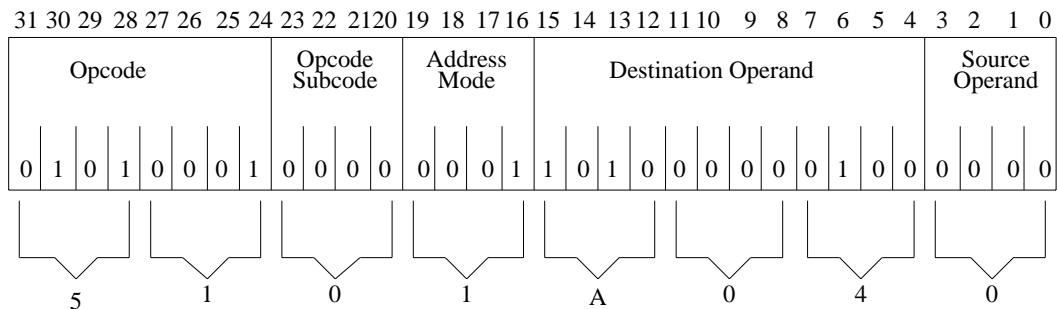 31 30 29 28 27 26 25 24 23 22 21 20 19 18 17 16 15 14 13 12 11 10 9 8 7 6 5 4 3 2 1 0
Opcode
Opcode
Subcode
Address
Mode
Destination Operand
Source
Operand
0 1 0 1 0 0 0 1 0 0 0 0 0 0 0 1 1 0 1 0 0 0 0 0 0 1 0 0 0 0 0 0
5 1 0 1 A 0 4 0